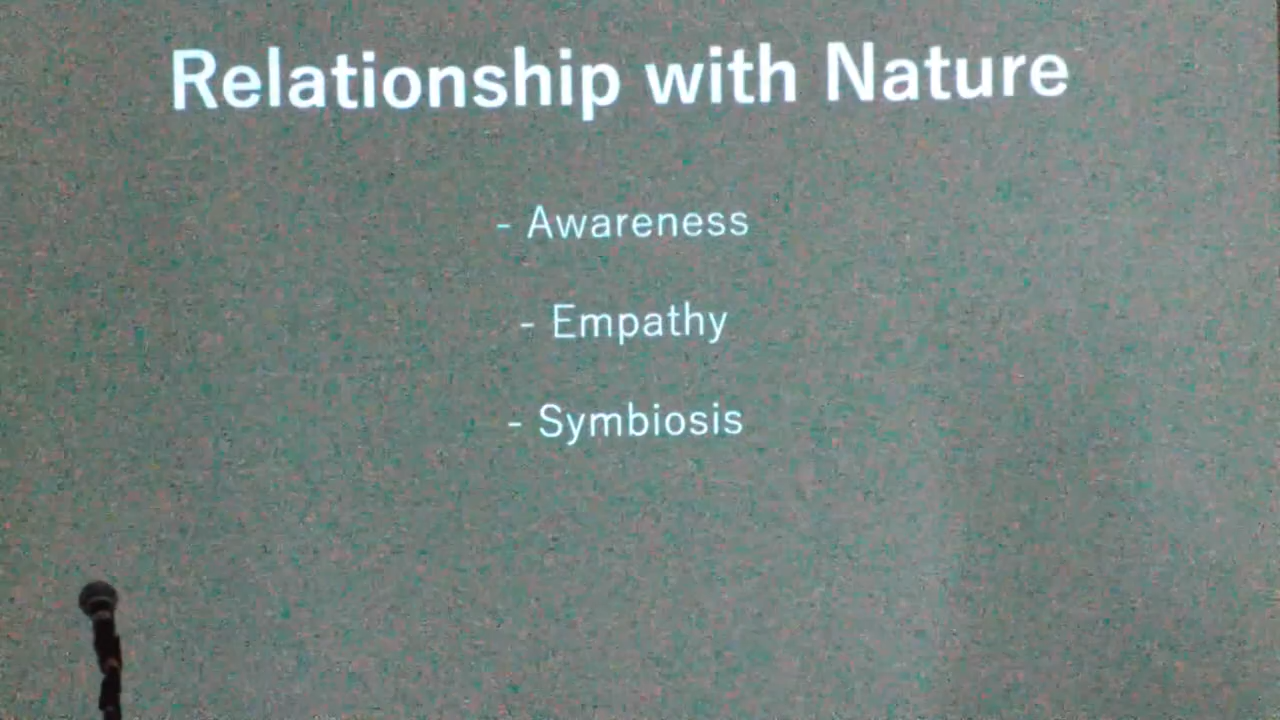 Relationship with Nature
- Awareness
- Empathy
- Symbiosis